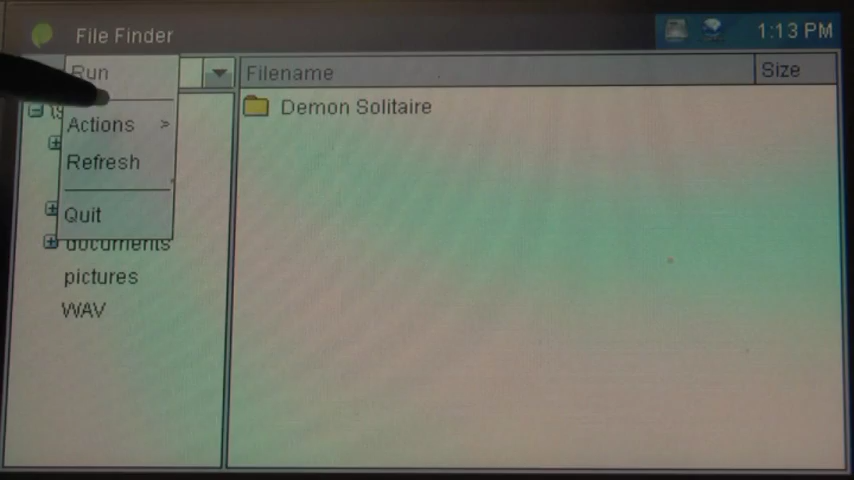 File Finder
1:13 PM
Run
Filename
Size
Demon Solitaire
Actions >
Refresh
Quit
documents
pictures
WAV